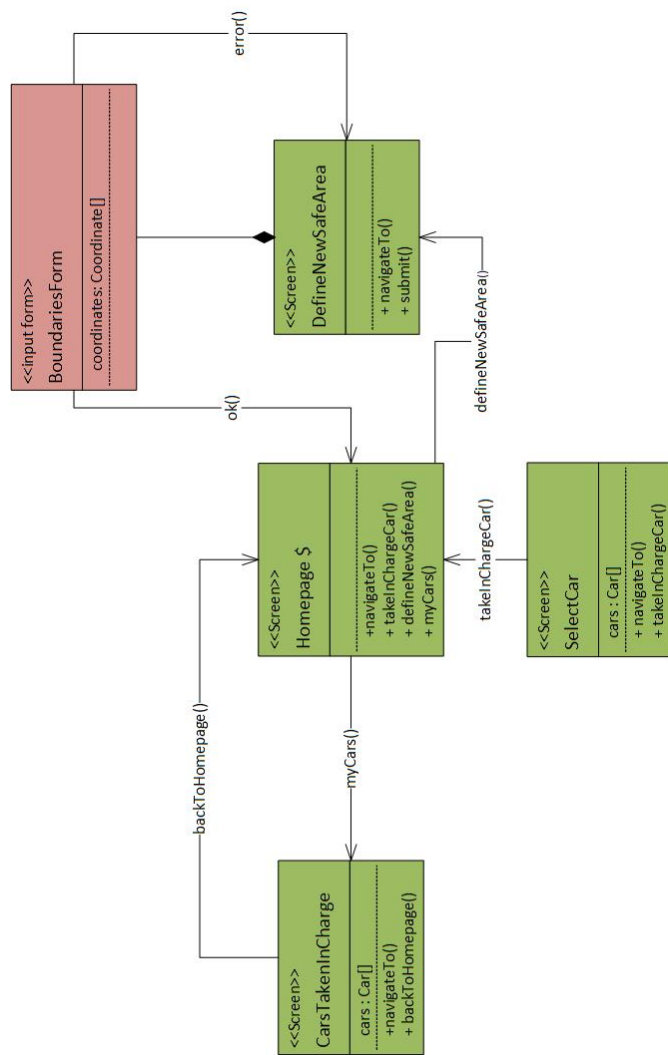 <<input form>>
BoundariesForm
coordinates: Coordinate[]
error()
ok()
<<Screen>>
DefineNewSafeArea
+ navigateTo()
+ submit()
defineNewSafeArea()
<<Screen>>
Homepage $
+navigateTo()
+ takeInChargeCar()
+ defineNewSafeArea()
+ myCars()
backToHomepage()
myCars()
takeInChargeCar()
<<Screen>>
SelectCar
cars : Car[]
+ navigateTo()
+ takeInChargeCar()
<<Screen>>
CarsTakenInCharge
cars : Car[]
+navigateTo()
+ backToHomepage()